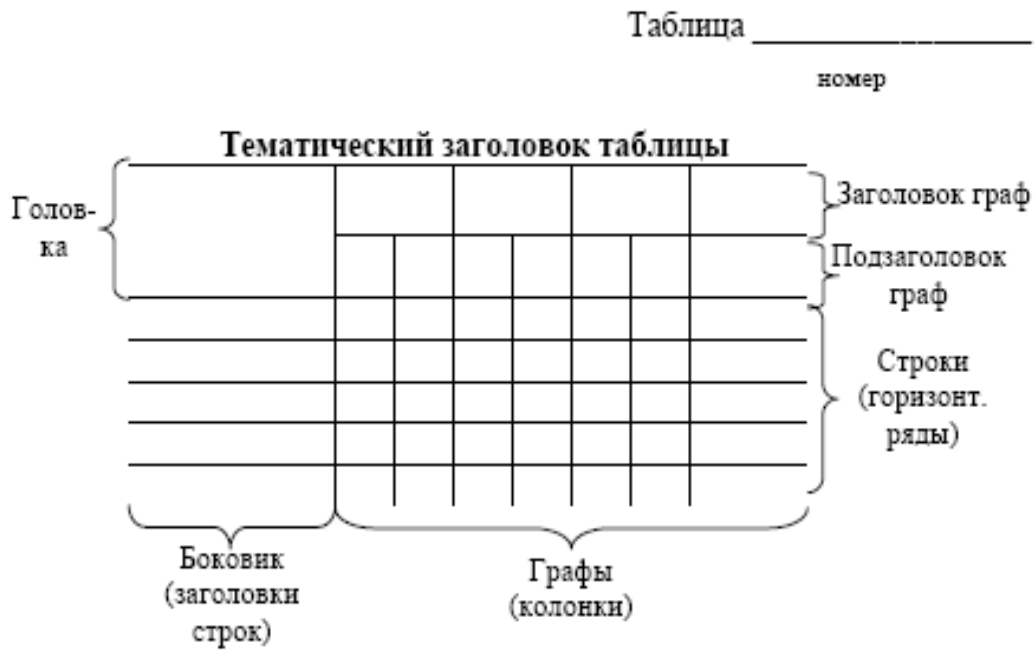 Таблица ____________________
номер
Тематический заголовок таблицы
Голов-
ка
Заголовок граф
Подзаголовок
граф
Строки
(горизонт.
ряды)
Боковик
(заголовки
строк)
Графы
(колонки)